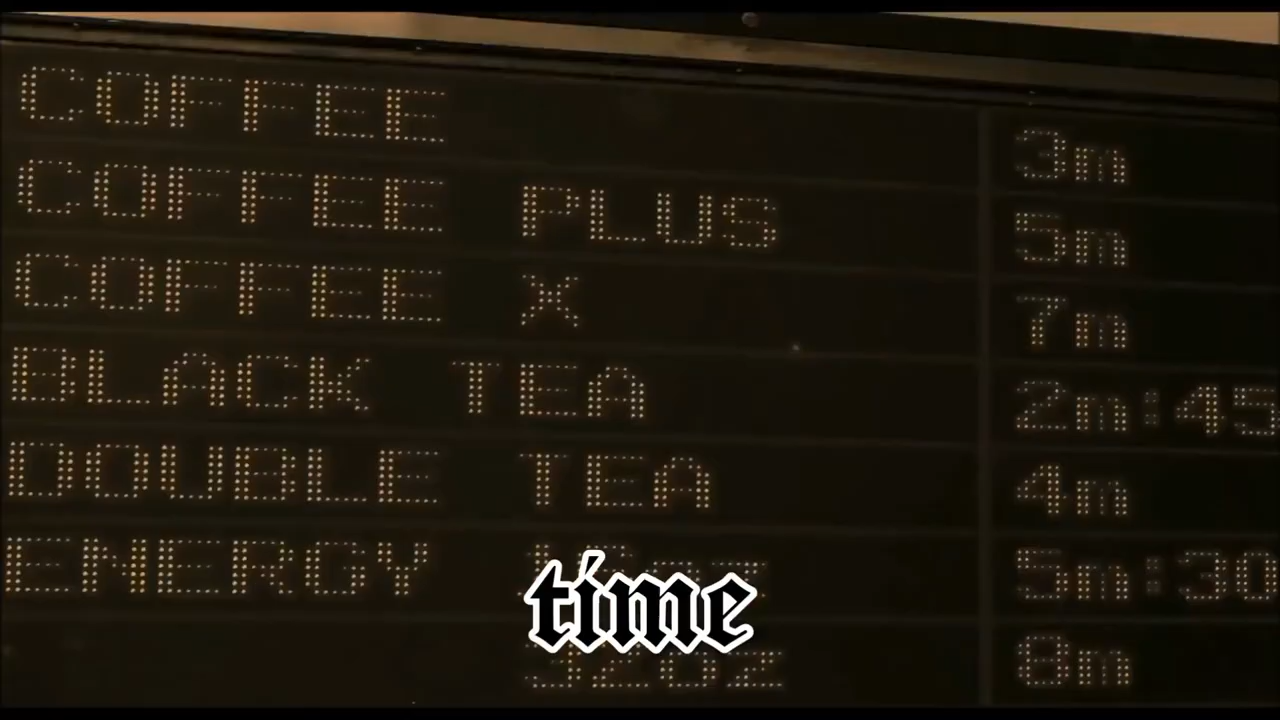 COFFEE 3m
COFFEE PLUS 5m
COFFEE X 7m
BLACK TEA 2m:45
DOUBLE TEA 4m
ENERGY 5m:30
time
32oz 8m